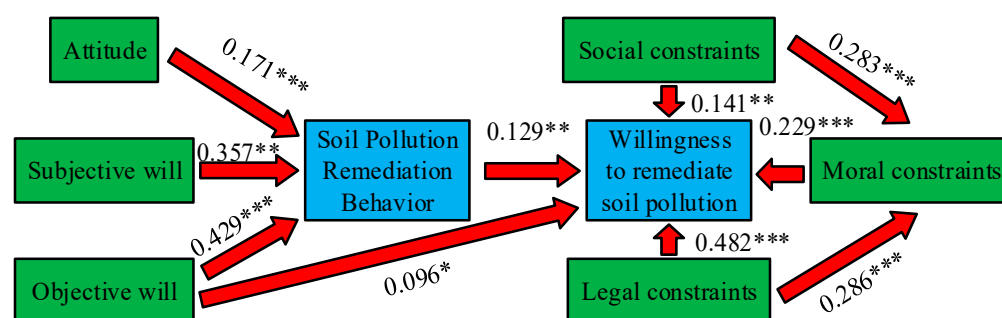 Attitude
0.171***
Social constraints
0.283***
0.141**
Subjective will
0.357**
Soil Pollution
Remediation
Behavior
0.129**
Willingness
to remediate
soil pollution
0.229***
Moral constraints
0.429***
Objective will
0.096*
0.482***
Legal constraints
0.286***